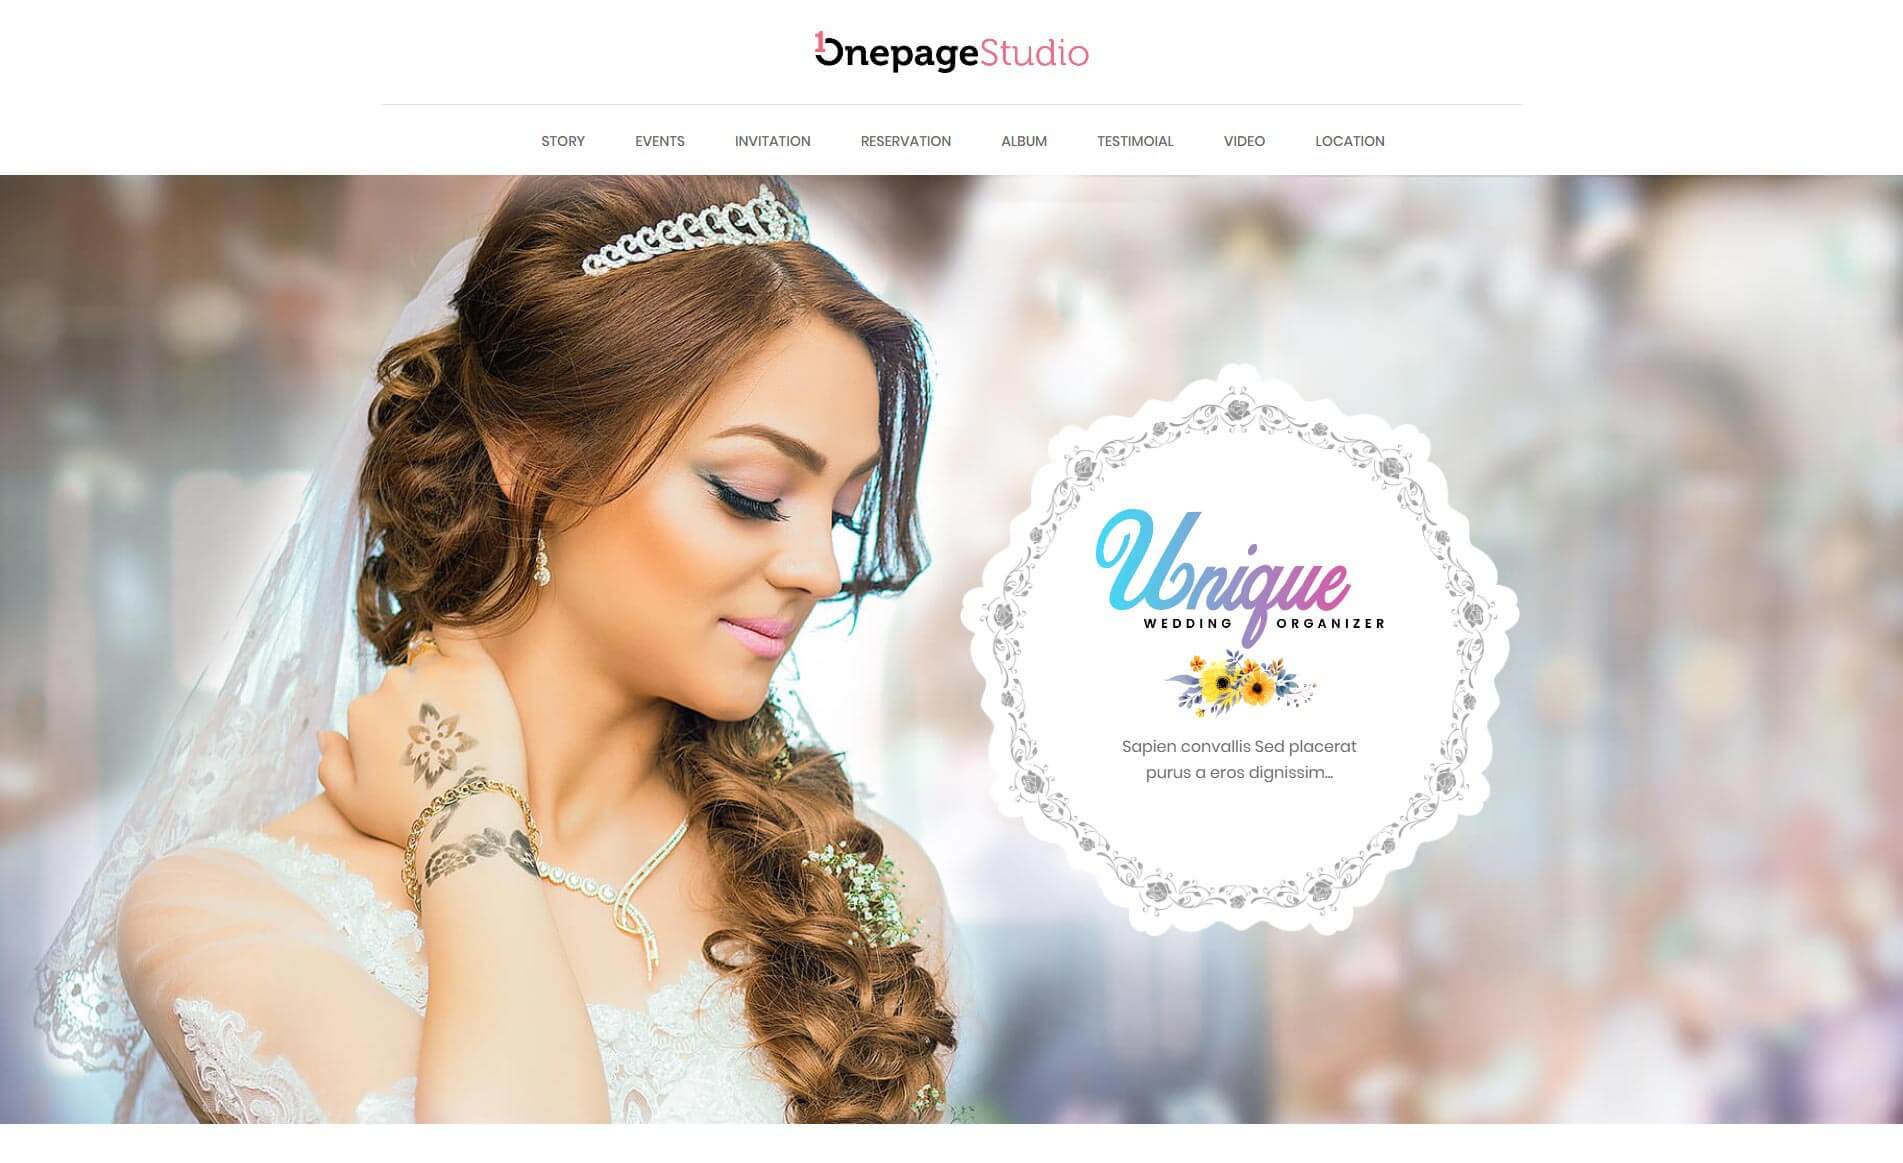 1OnepageStudio
STORY EVENTS INVITATION RESERVATION ALBUM TESTIMOIAL VIDEO LOCATION
Unique
WEDDING ORGANIZER
Sapien convallis Sed placerat
purus a eros dignissim...